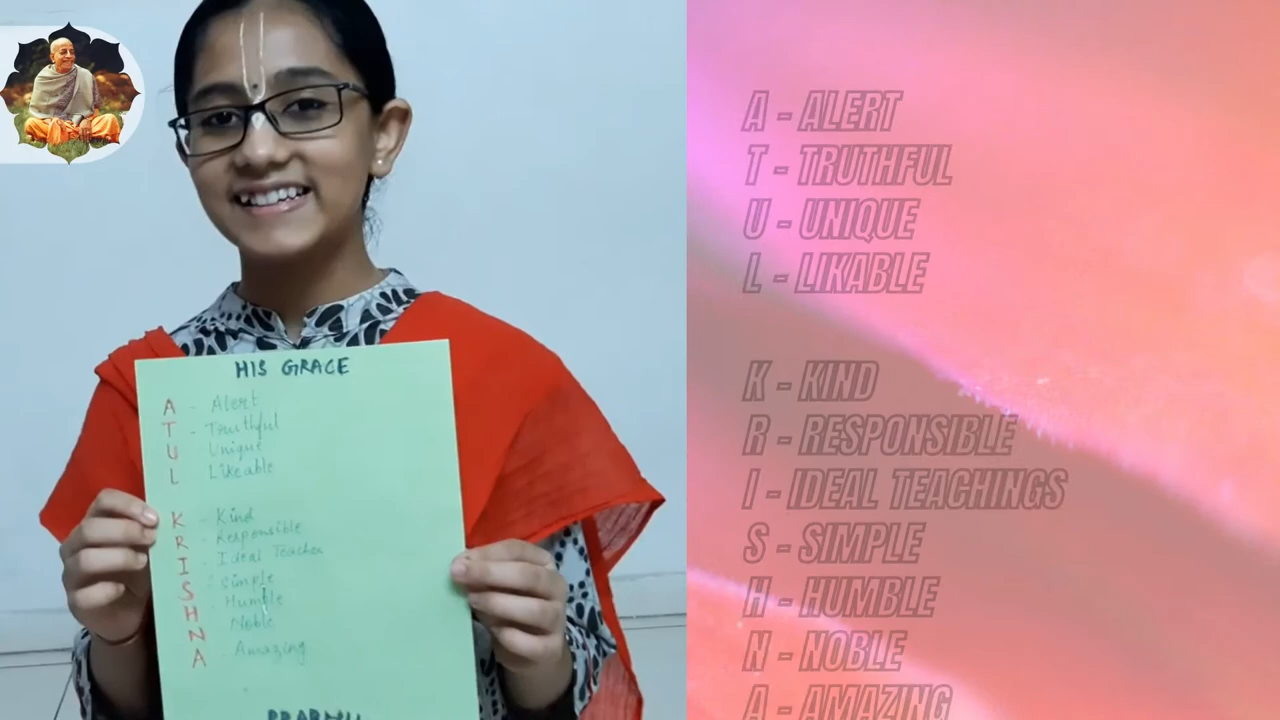 HIS GRACE
A - Alert
T - Truthful
U Unique
L Likeable
K - Kind
R - Responsible
I - Ideal Teacher
S - Simple
H - Humble
N Noble
A - Amazing
PRABHU
A - ALERT
T - TRUTHFUL
U - UNIQUE
L - LIKABLE
K - KIND
R - RESPONSIBLE
I - IDEAL TEACHINGS
S - SIMPLE
H - HUMBLE
N - NOBLE
A - AMAZING